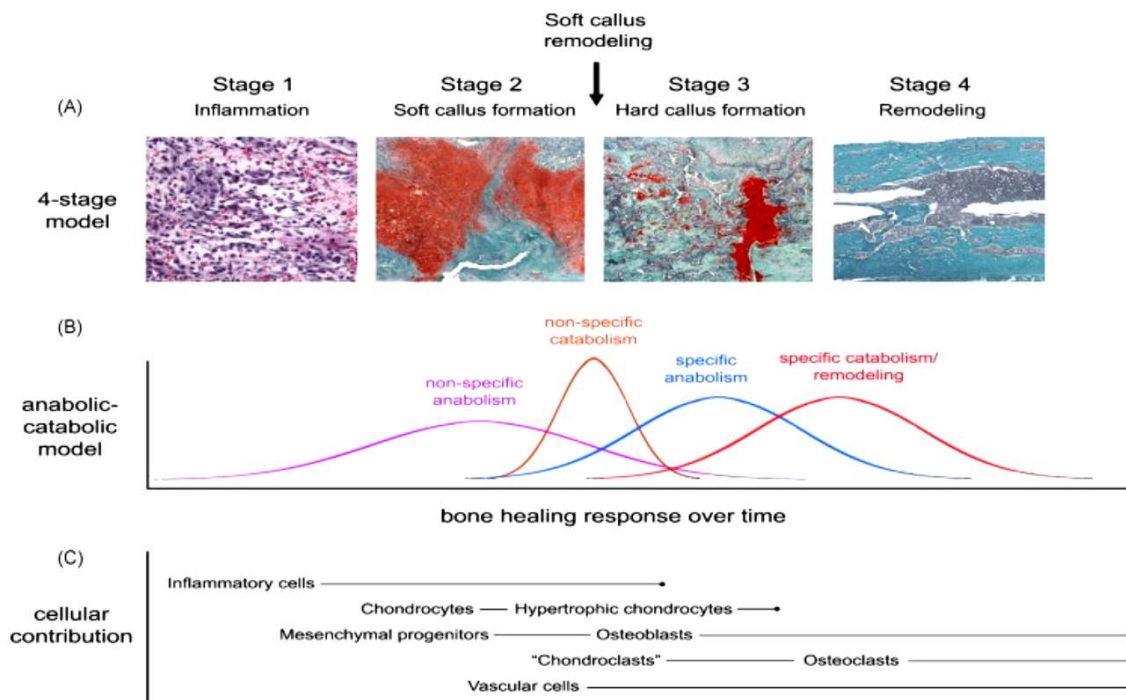 Soft callus
remodeling
Stage 1
Stage 2
Stage 3
Stage 4
(A)
Inflammation
Soft callus formation
Hard callus formation
Remodeling
4-stage
model
(B)
non-specific
catabolism
non-specific
anabolism
specific
anabolism
specific catabolism/
remodeling
anabolic-
catabolic
model
bone healing response over time
(C)
cellular
contribution
Inflammatory cells
Chondrocytes
Hypertrophic chondrocytes
Mesenchymal progenitors
Osteoblasts
"Chondroclasts"
Osteoclasts
Vascular cells